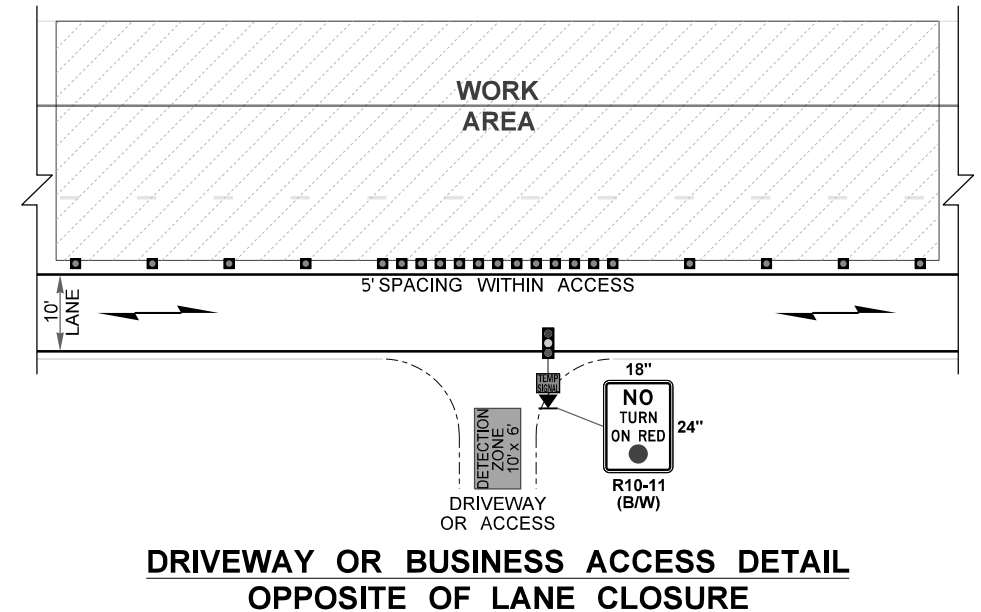 WORK
AREA
5' SPACING WITHIN ACCESS
10'
LANE
TEMP
SIGNAL
18"
NO
TURN
ON RED
24"
R10-11
(B/W)
DETECTION
ZONE
10' x 6'
DRIVEWAY
OR ACCESS
DRIVEWAY OR BUSINESS ACCESS DETAIL
OPPOSITE OF LANE CLOSURE